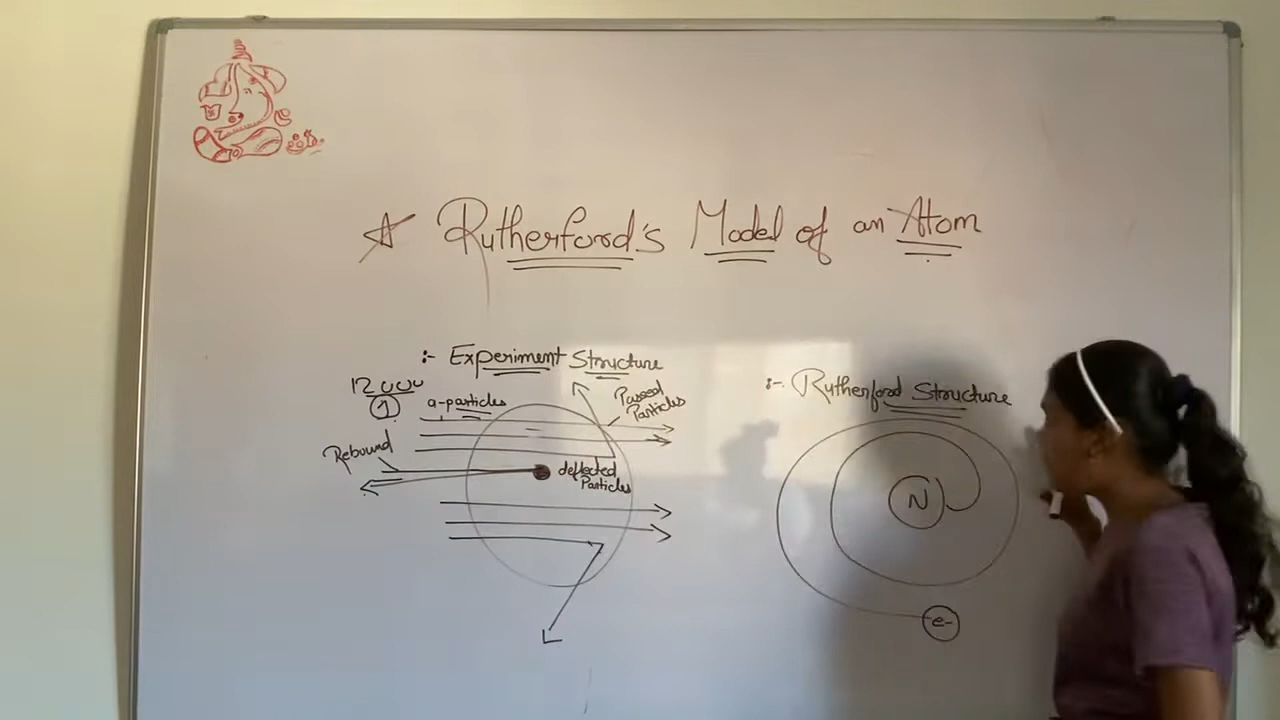 ☆ Rutherford's Model of an Atom
:- Experiment Structure
12000
1
a-particles
Passed
Particles
Rebound
deflected
Particles
:- Rutherford Structure
N
e-